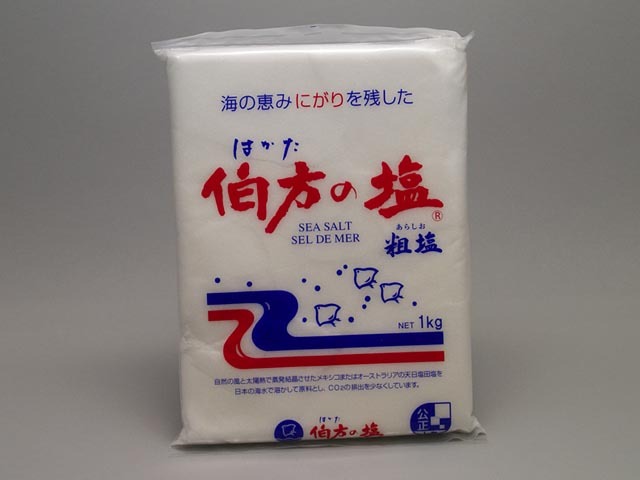 海の恵みにがりを残した
はかた
伯方の塩®
SEA SALT
SEL DE MER
あらしお
粗塩
NET 1kg
自然の風と太陽熱で蒸発結晶させたメキシコまたはオーストラリアの天日塩田塩を
日本の海水で溶かして原料とし、CO2の排出を少なくしています。
はかた
伯方の塩
公正